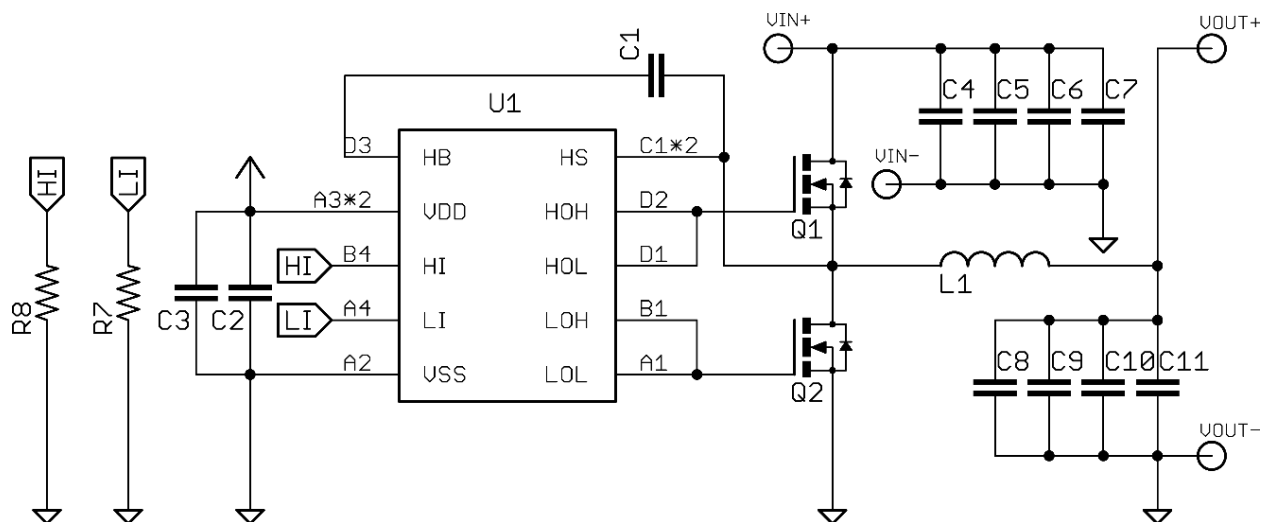 VIN+
VOUT+
C1
U1
C4 C5 C6 C7
HI
LI
D3 HB HS C1*2
VIN-
A3*2 VDD HOH D2
Q1
HI B4 HI HOL D1
L1
R8
R7
C3 C2
LI A4 LI LOH B1
A2 VSS LOL A1
Q2
C8 C9 C10 C11
VOUT-